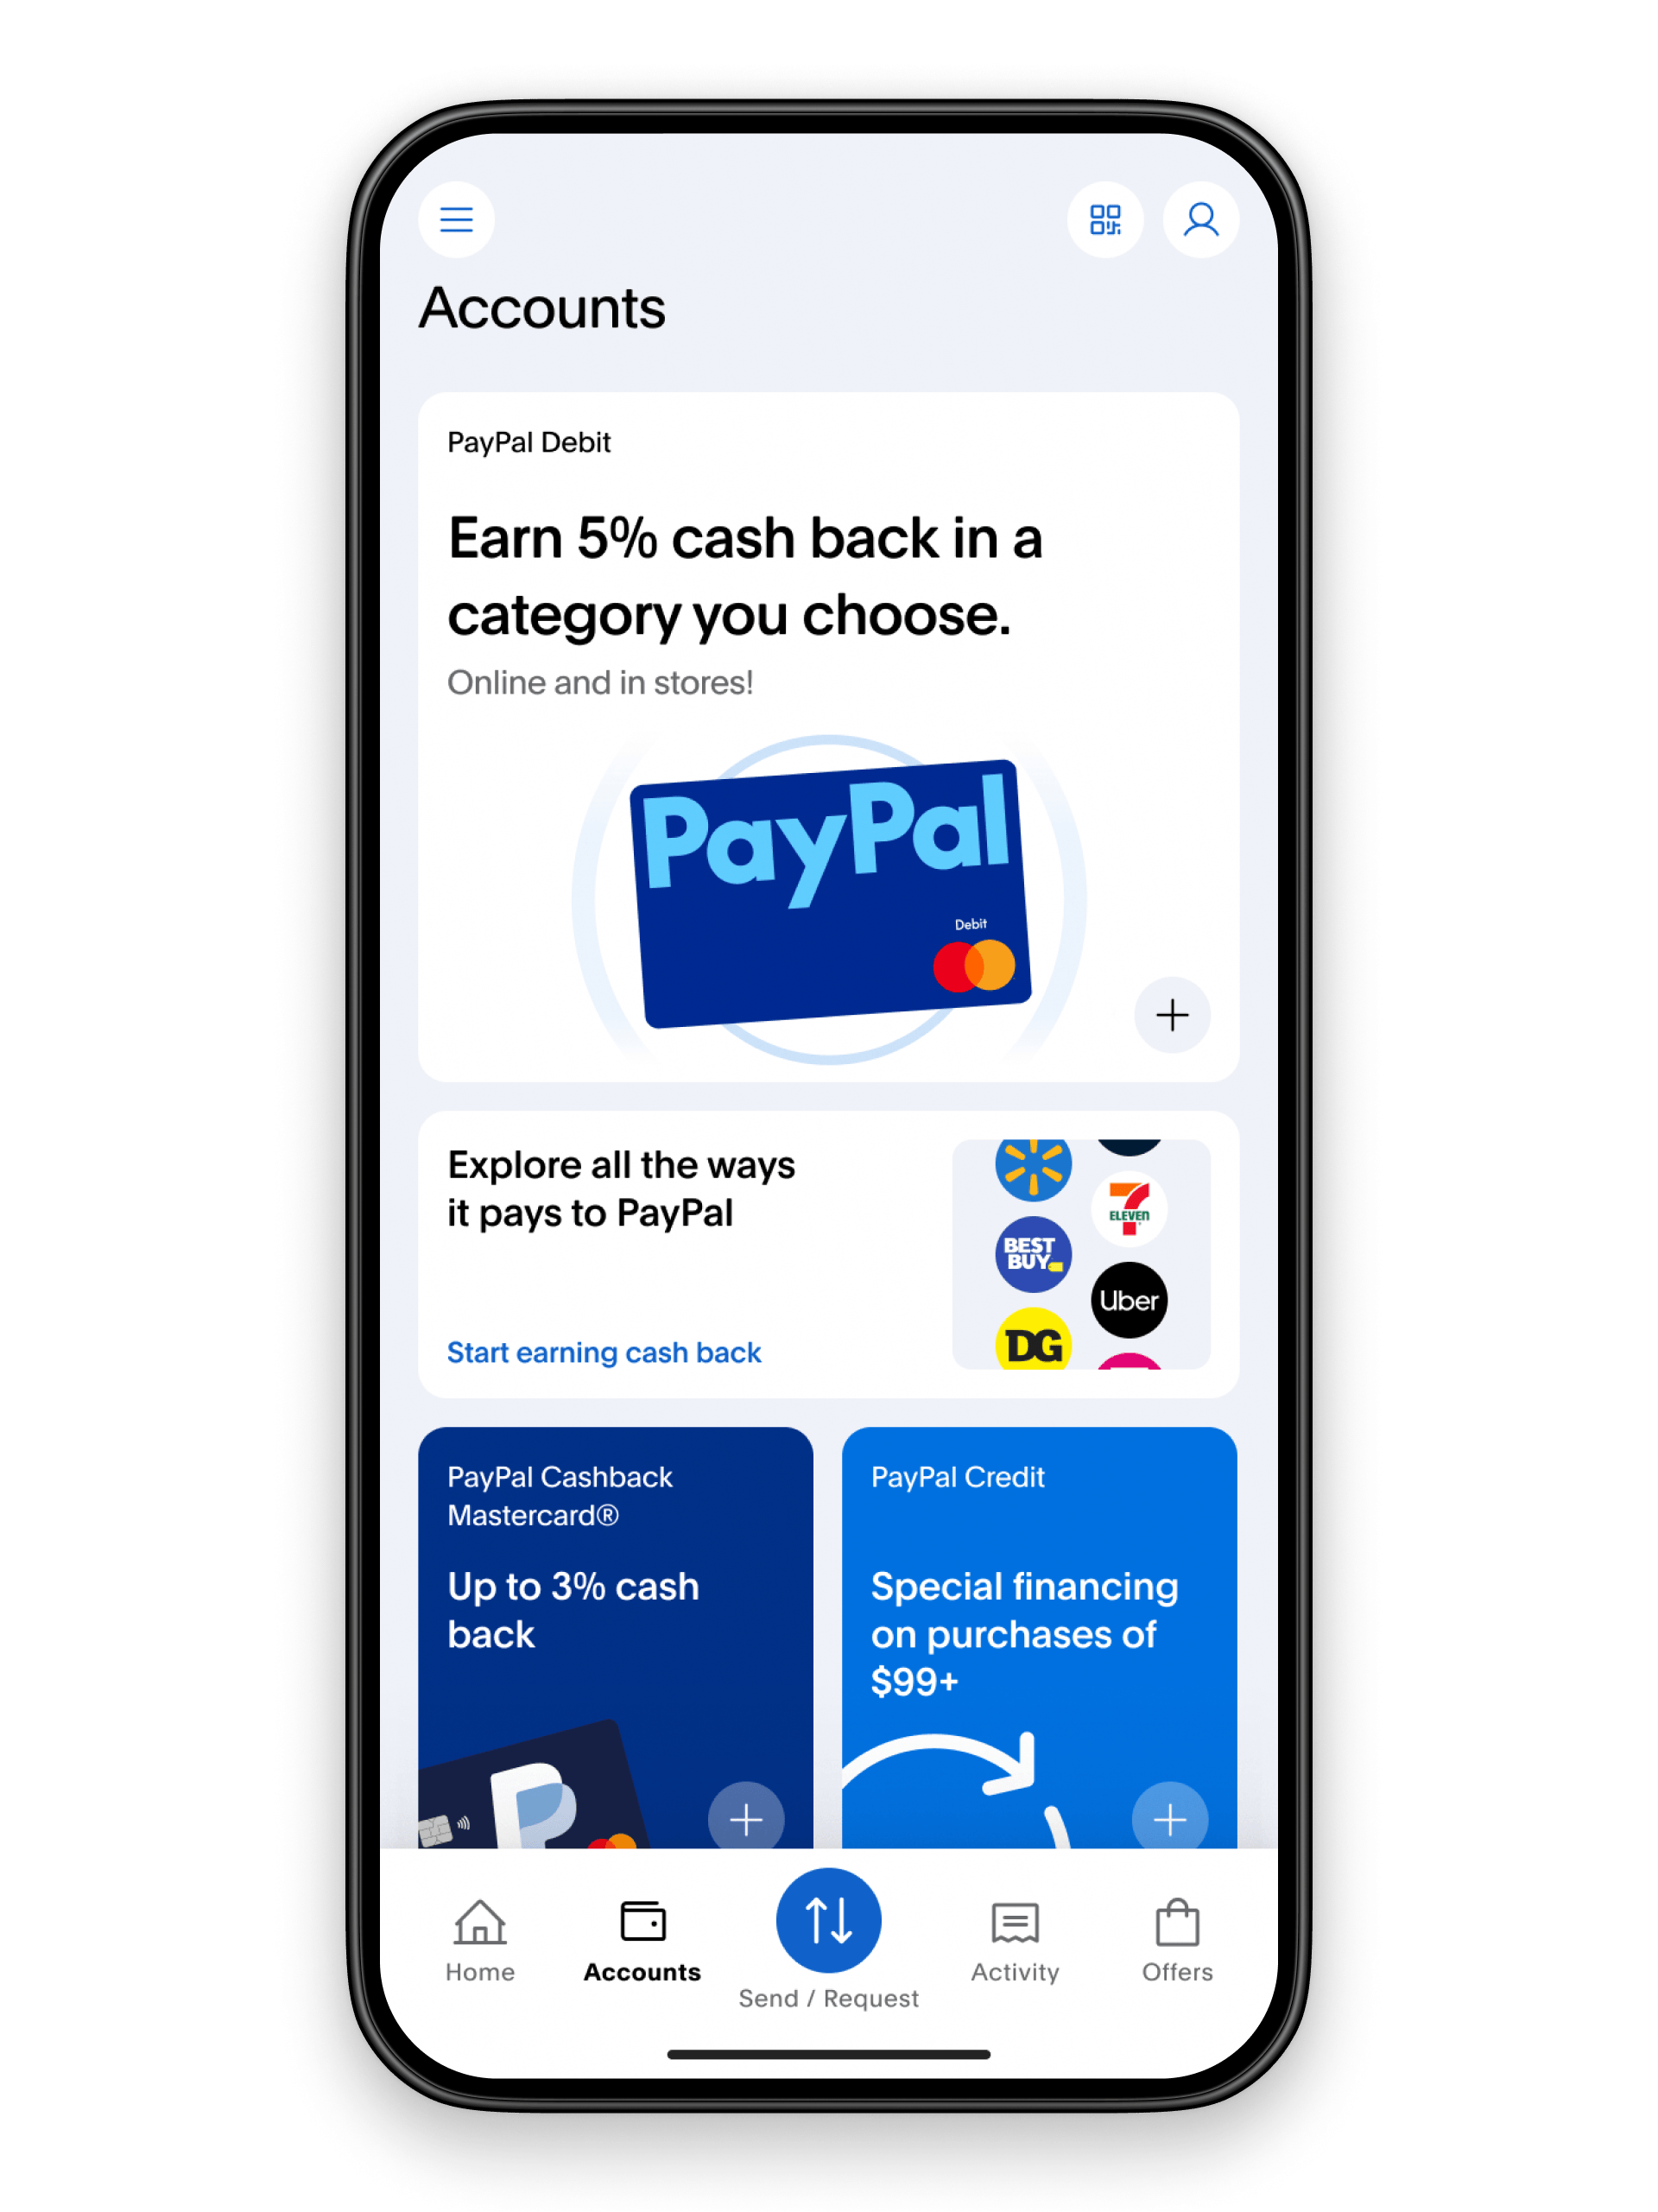 Accounts
PayPal Debit
Earn 5% cash back in a
category you choose.
Online and in stores!
PayPal
Debit
Explore all the ways
it pays to PayPal
Start earning cash back
7
ELEVEn
BEST
BUY
Uber
DG
PayPal Cashback
Mastercard®
Up to 3% cash
back
PayPal Credit
Special financing
on purchases of
$99+
Home
Accounts
Send / Request
Activity
Offers